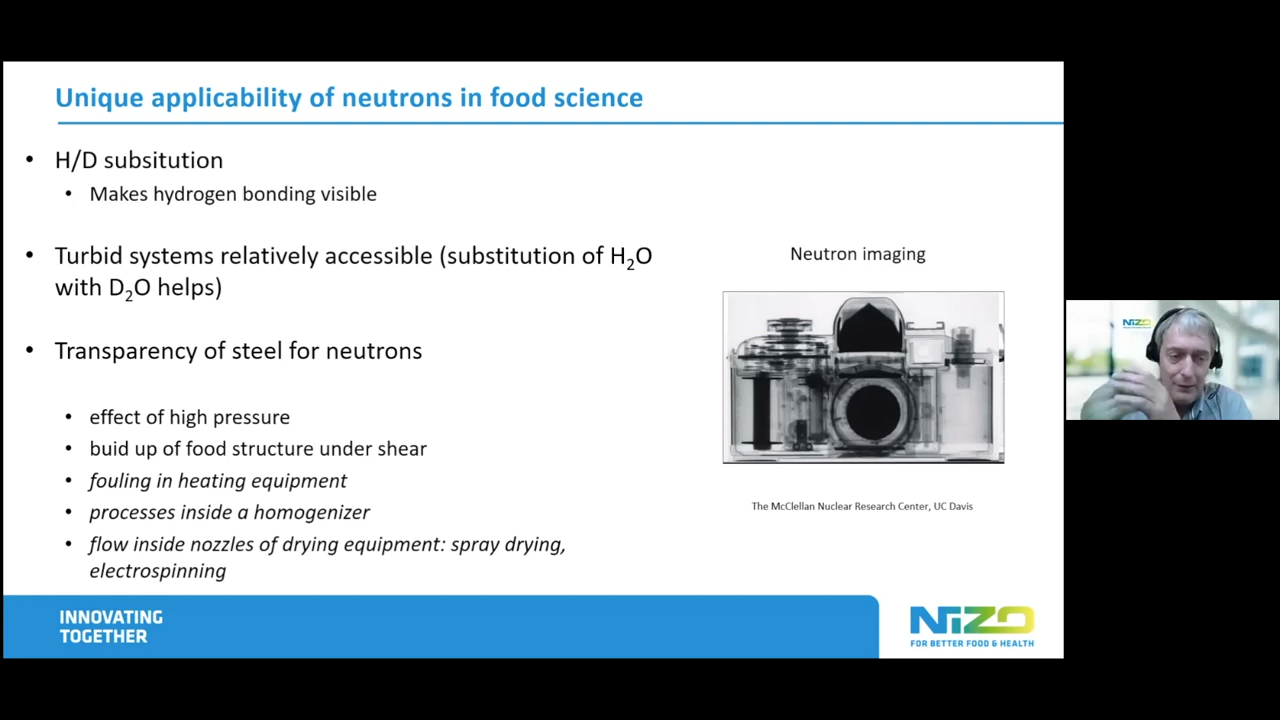 Unique applicability of neutrons in food science
• H/D subsitution
• Makes hydrogen bonding visible
• Turbid systems relatively accessible (substitution of H₂O
with D₂O helps)
• Transparency of steel for neutrons
• effect of high pressure
• buid up of food structure under shear
• fouling in heating equipment
• processes inside a homogenizer
• flow inside nozzles of drying equipment: spray drying,
electrospinning
Neutron imaging
The McClellan Nuclear Research Center, UC Davis
INNOVATING
TOGETHER
NIZO
FOR BETTER FOOD & HEALTH
NIZO